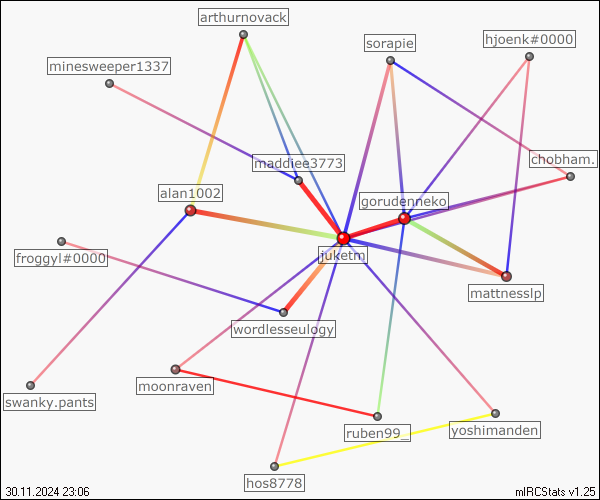 arthurnovack
sorapie
hjoenk#0000
minesweeper1337
maddiee3773
chobham.
alan1002
gorudenneko
froggyl#0000
juketm
mattnesslp
wordlesseulogy
moonraven
swanky.pants
ruben99_
yoshimanden
hos8778
30.11.2024 23:06
mIRCStats v1.25